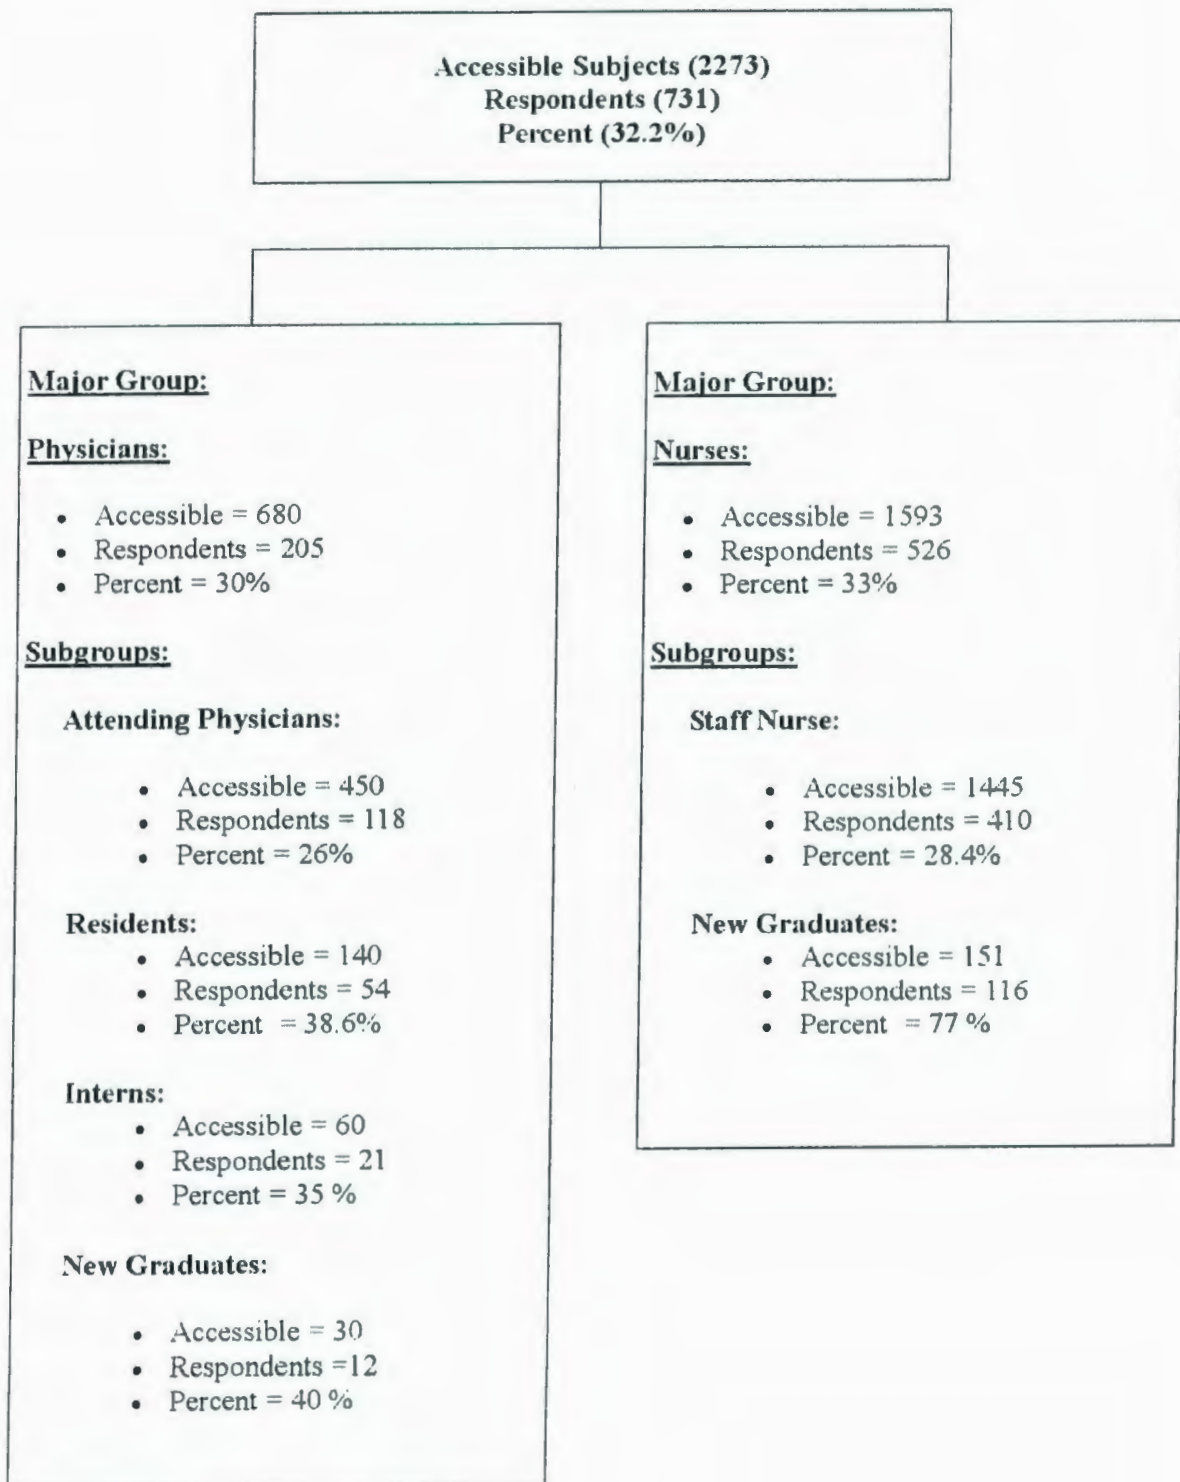 Accessible Subjects (2273)
Respondents (731)
Percent (32.2%)
Major Group:
Physicians:
• Accessible = 680
• Respondents = 205
• Percent = 30%
Subgroups:
Attending Physicians:
• Accessible = 450
• Respondents = 118
• Percent = 26%
Residents:
• Accessible = 140
• Respondents = 54
• Percent = 38.6%
Interns:
• Accessible = 60
• Respondents = 21
• Percent = 35 %
New Graduates:
• Accessible = 30
• Respondents =12
• Percent = 40 %
Major Group:
Nurses:
• Accessible = 1593
• Respondents = 526
• Percent = 33%
Subgroups:
Staff Nurse:
• Accessible = 1445
• Respondents = 410
• Percent = 28.4%
New Graduates:
• Accessible = 151
• Respondents = 116
• Percent = 77 %